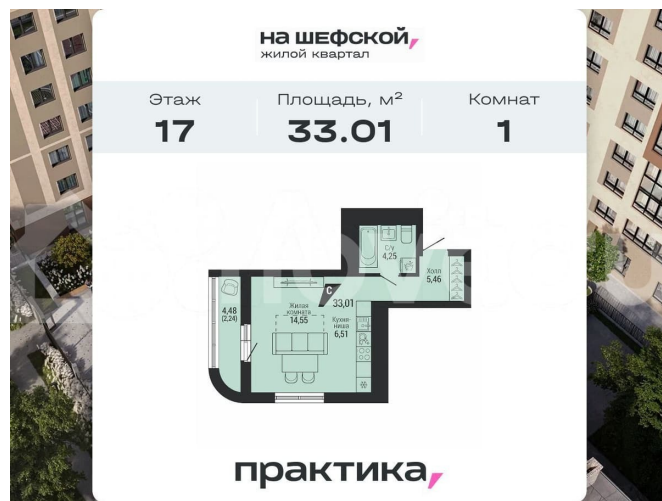 НА ШЕФСКОЙ,
ЖИЛОЙ КВАРТАЛ
Этаж
17
Площадь, м²
33.01
Комнат
1
С/у
4,25
Холл
5,46
С
33,01
4,48
(2,24)
Жилая
комната
14,55
Кухня-
ниша
6,51
практика,